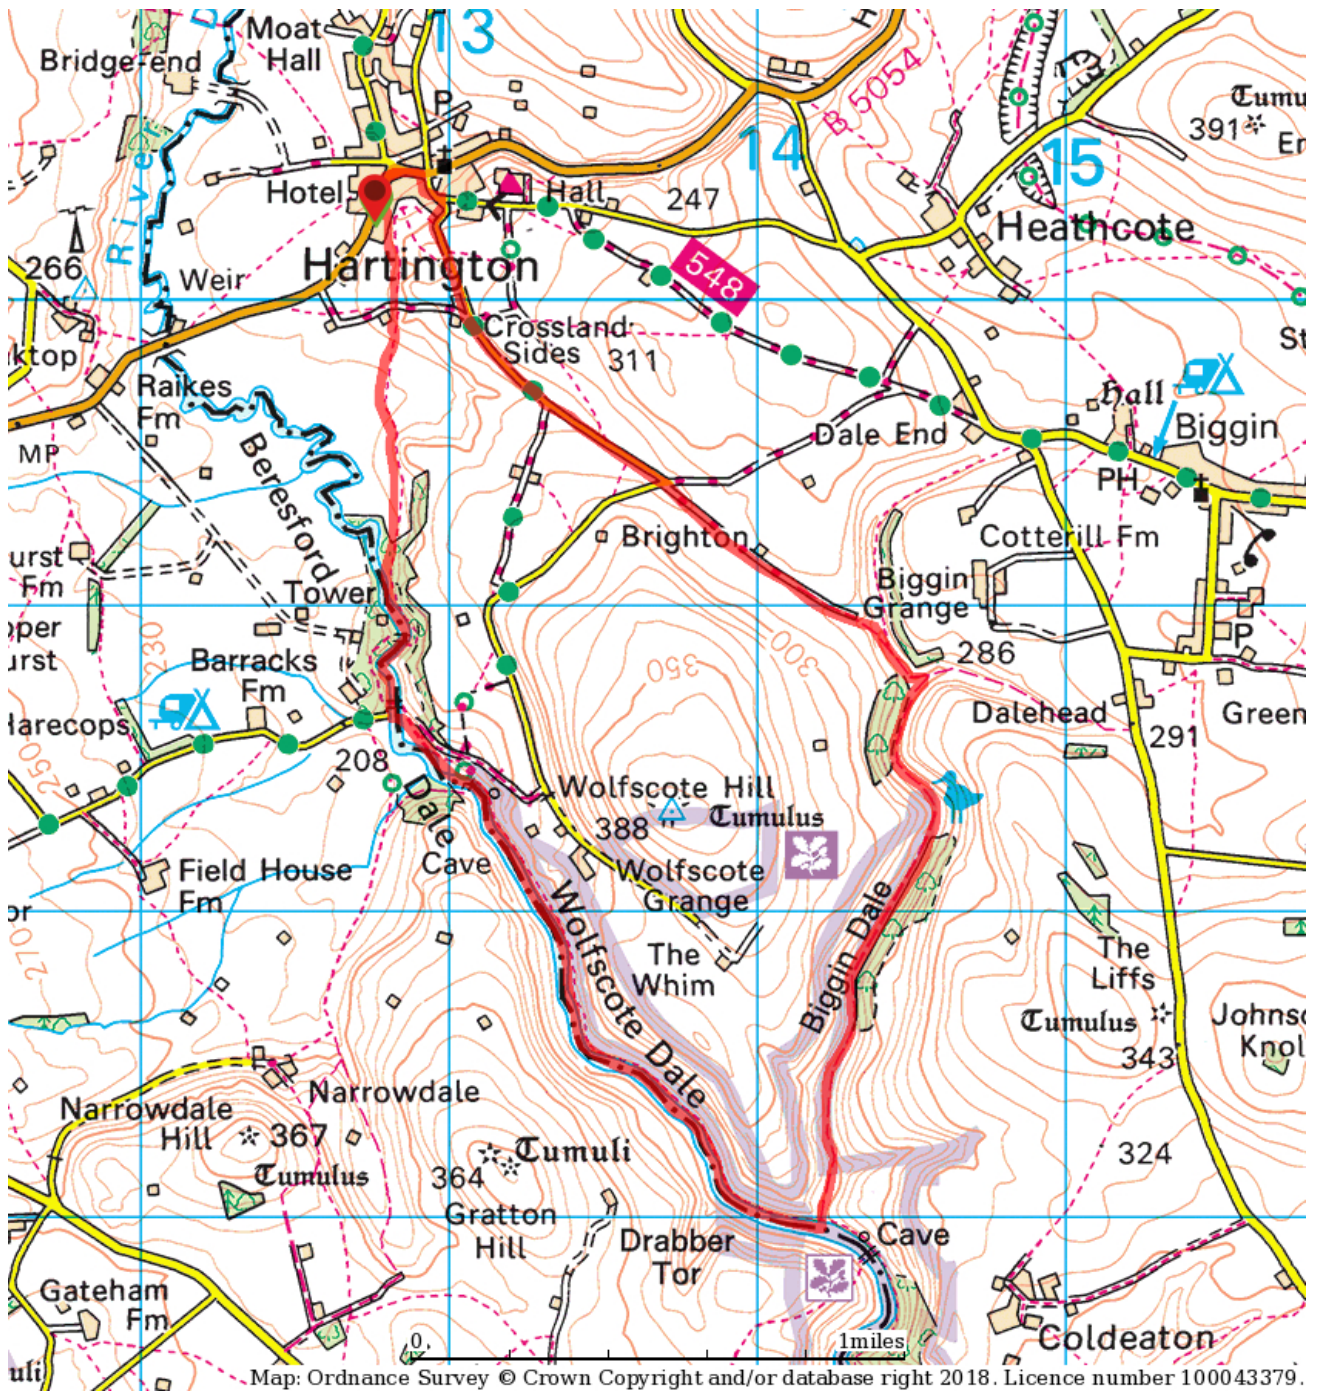 Moat
Hall
13
Bridge-end
P
B 5054
14
15
391
Hotel
Hall
247
Heathcote
River
266
Weir
Hartington
548
Crossland
Sides
311
Raikes
Fm
Hall
Biggin
MP
Dale End
PH
Beresford
Dale
Brighton
Cotterill Fm
Biggin
Grange
Tower
286
P
230
350
300
Barracks
Fm
Harecops
Dalehead
291
Green
250
208
Wolfscote Hill
388
Tumulus
Cave
Field House
Fm
Wolfscote
Grange
Wolfscote Dale
The
Whim
Biggin Dale
The
Liffs
270
Tumulus
343
Narrowdale
Narrowdale
Hill
367
Tumulus
Tumuli
364
324
Gratton
Hill
Drabber
Tor
Cave
Gateham
Fm
Coldeaton
0
1miles
Map: Ordnance Survey © Crown Copyright and/or database right 2018. Licence number 100043379.